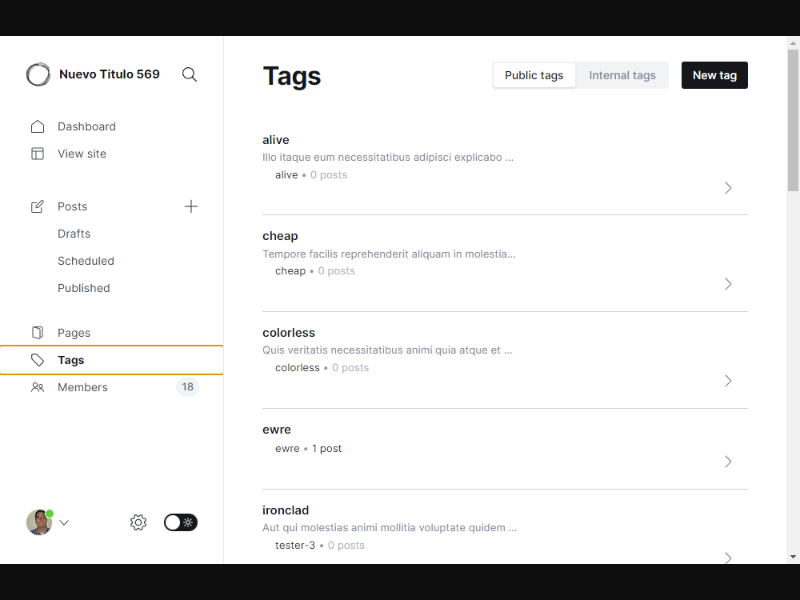 Nuevo Titulo 569
Dashboard
View site
Posts
Drafts
Scheduled
Published
Pages
Tags
Members 18
Tags
Public tags Internal tags New tag
alive
Illo itaque eum necessitatibus adipisci explicabo ...
alive • 0 posts
cheap
Tempore facilis reprehenderit aliquam in molestia...
cheap • 0 posts
colorless
Quis veritatis necessitatibus animi quia atque et ...
colorless • 0 posts
ewre
ewre • 1 post
ironclad
Aut qui molestias animi mollitia voluptate quidem ...
tester-3 • 0 posts